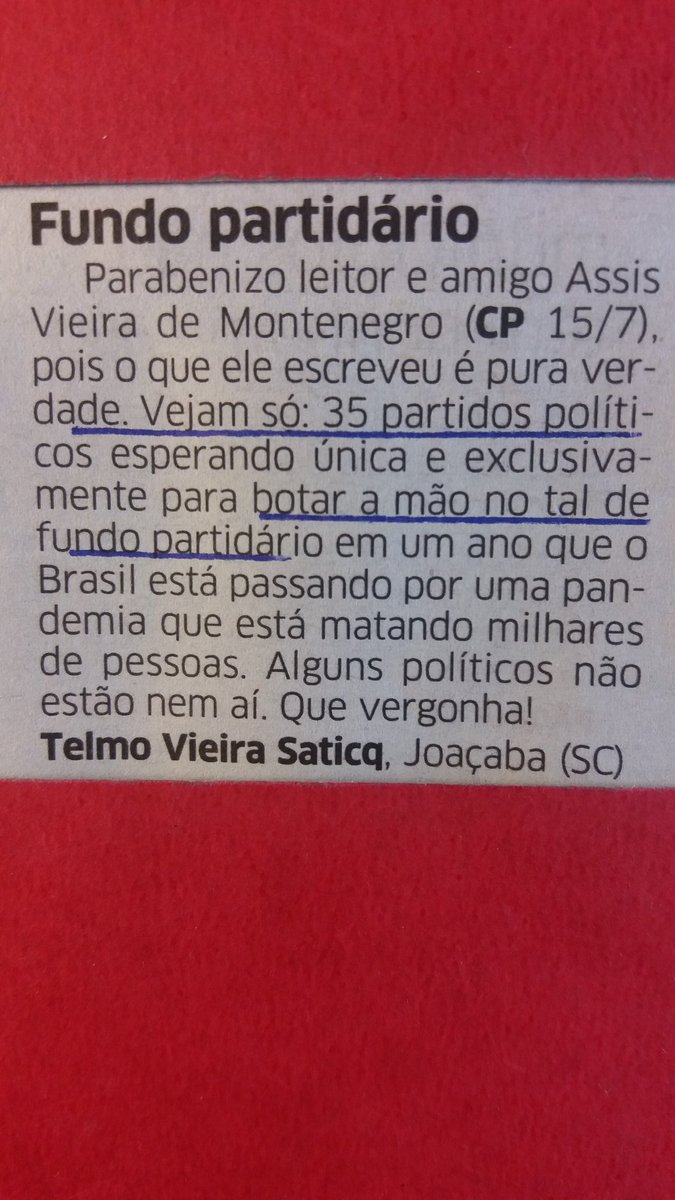 Fundo partidário
Parabenizo leitor e amigo Assis
Vieira de Montenegro (CP 15/7),
pois o que ele escreveu é pura ver-
dade. Vejam só: 35 partidos políti-
cos esperando única e exclusiva-
mente para botar a mão no tal de
fundo partidário em um ano que o
Brasil está passando por uma pan-
demia que está matando milhares
de pessoas. Alguns políticos não
estão nem aí. Que vergonha!
Telmo Vieira Saticq, Joaçaba (SC)